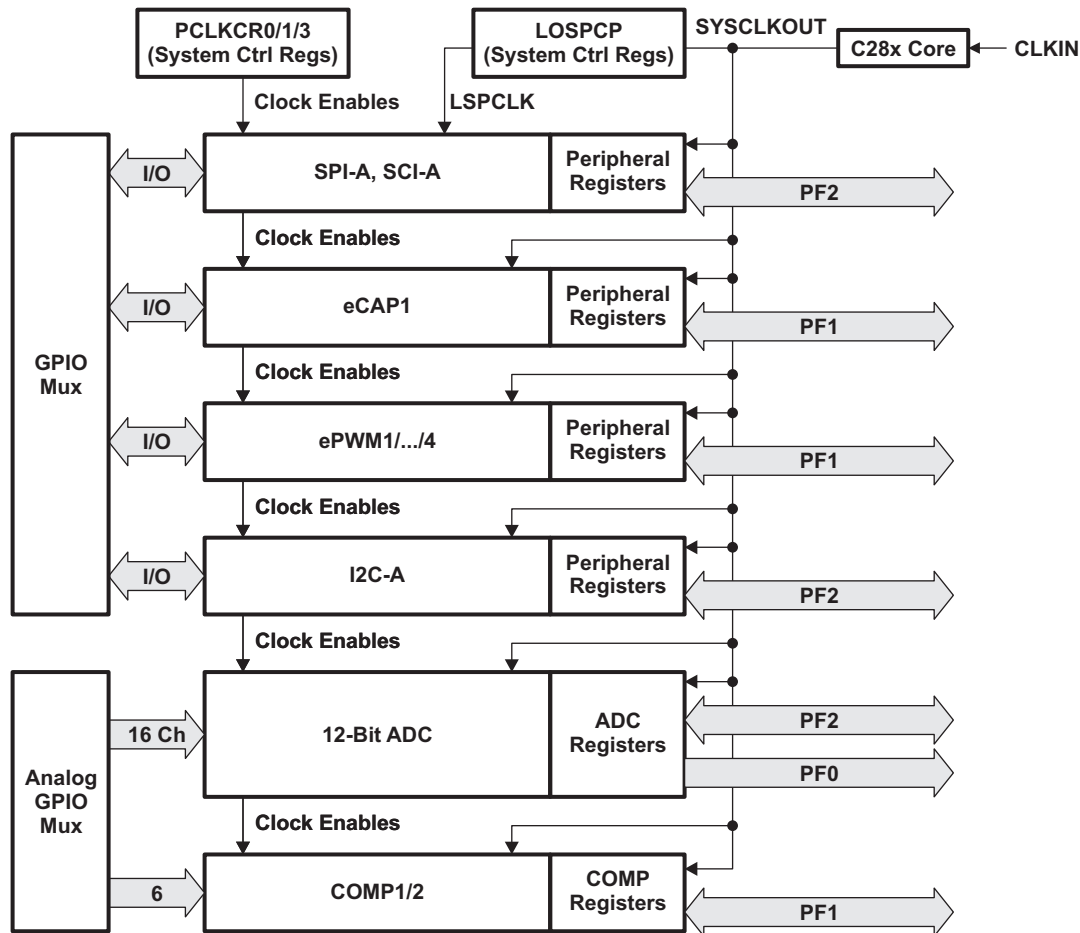 PCLKCR0/1/3
(System Ctrl Regs)
LOSPCP
(System Ctrl Regs)
SYSCLKOUT
C28x Core
CLKIN
Clock Enables
LSPCLK
I/O
SPI-A, SCI-A
Peripheral
Registers
PF2
Clock Enables
I/O
eCAP1
Peripheral
Registers
PF1
GPIO
Mux
Clock Enables
I/O
ePWM1/.../4
Peripheral
Registers
PF1
Clock Enables
I/O
I2C-A
Peripheral
Registers
PF2
Clock Enables
Analog
GPIO
Mux
16 Ch
12-Bit ADC
ADC
Registers
PF2
PF0
Clock Enables
6
COMP1/2
COMP
Registers
PF1